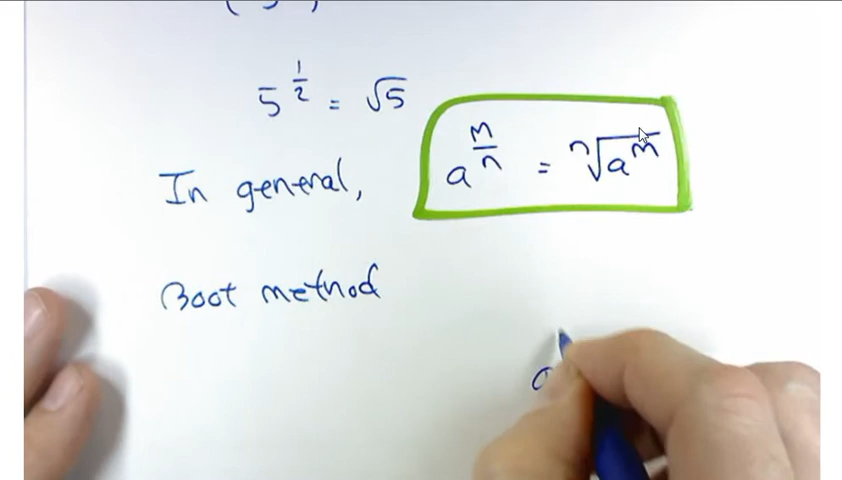 5^{1/2} = √5
a^{m/n} = ⁿ√(a^m)
In general,
Boot method
a